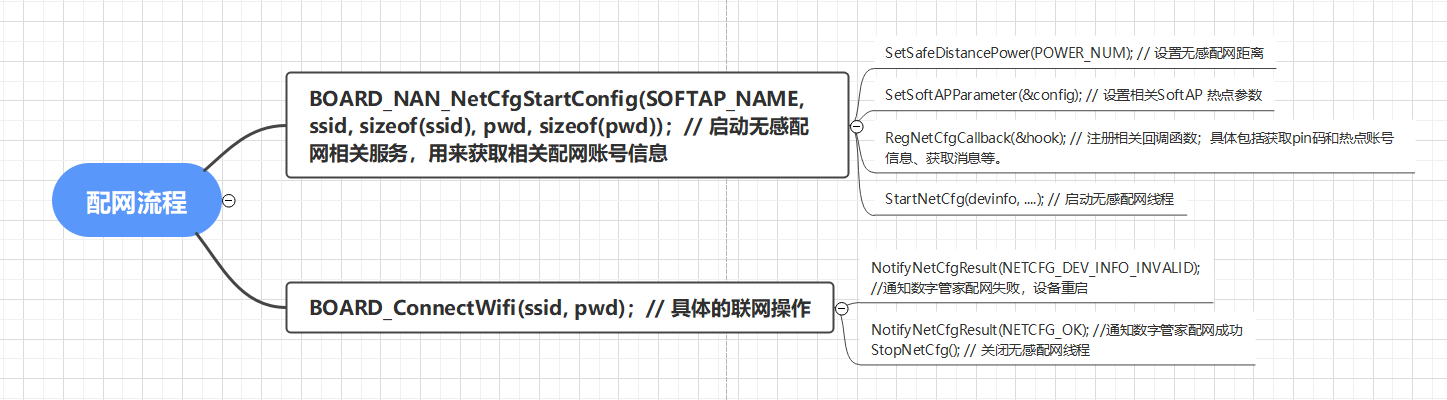 配网流程
BOARD_NAN_NetCfgStartConfig(SOFTAP_NAME,
ssid, sizeof(ssid), pwd, sizeof(pwd))；// 启动无感配
网相关服务，用来获取相关配网账号信息
SetSafeDistancePower(POWER_NUM); // 设置无感配网距离
SetSoftAPParameter(&config); // 设置相关SoftAP 热点参数
RegNetCfgCallback(&hook); // 注册相关回调函数；具体包括获取pin码和热点账号
信息、获取消息等。
StartNetCfg(devinfo, ....); // 启动无感配网线程
BOARD_ConnectWifi(ssid, pwd)；// 具体的联网操作
NotifyNetCfgResult(NETCFG_DEV_INFO_INVALID);
//通知数字管家配网失败，设备重启
NotifyNetCfgResult(NETCFG_OK); //通知数字管家配网成功
StopNetCfg(); // 关闭无感配网线程